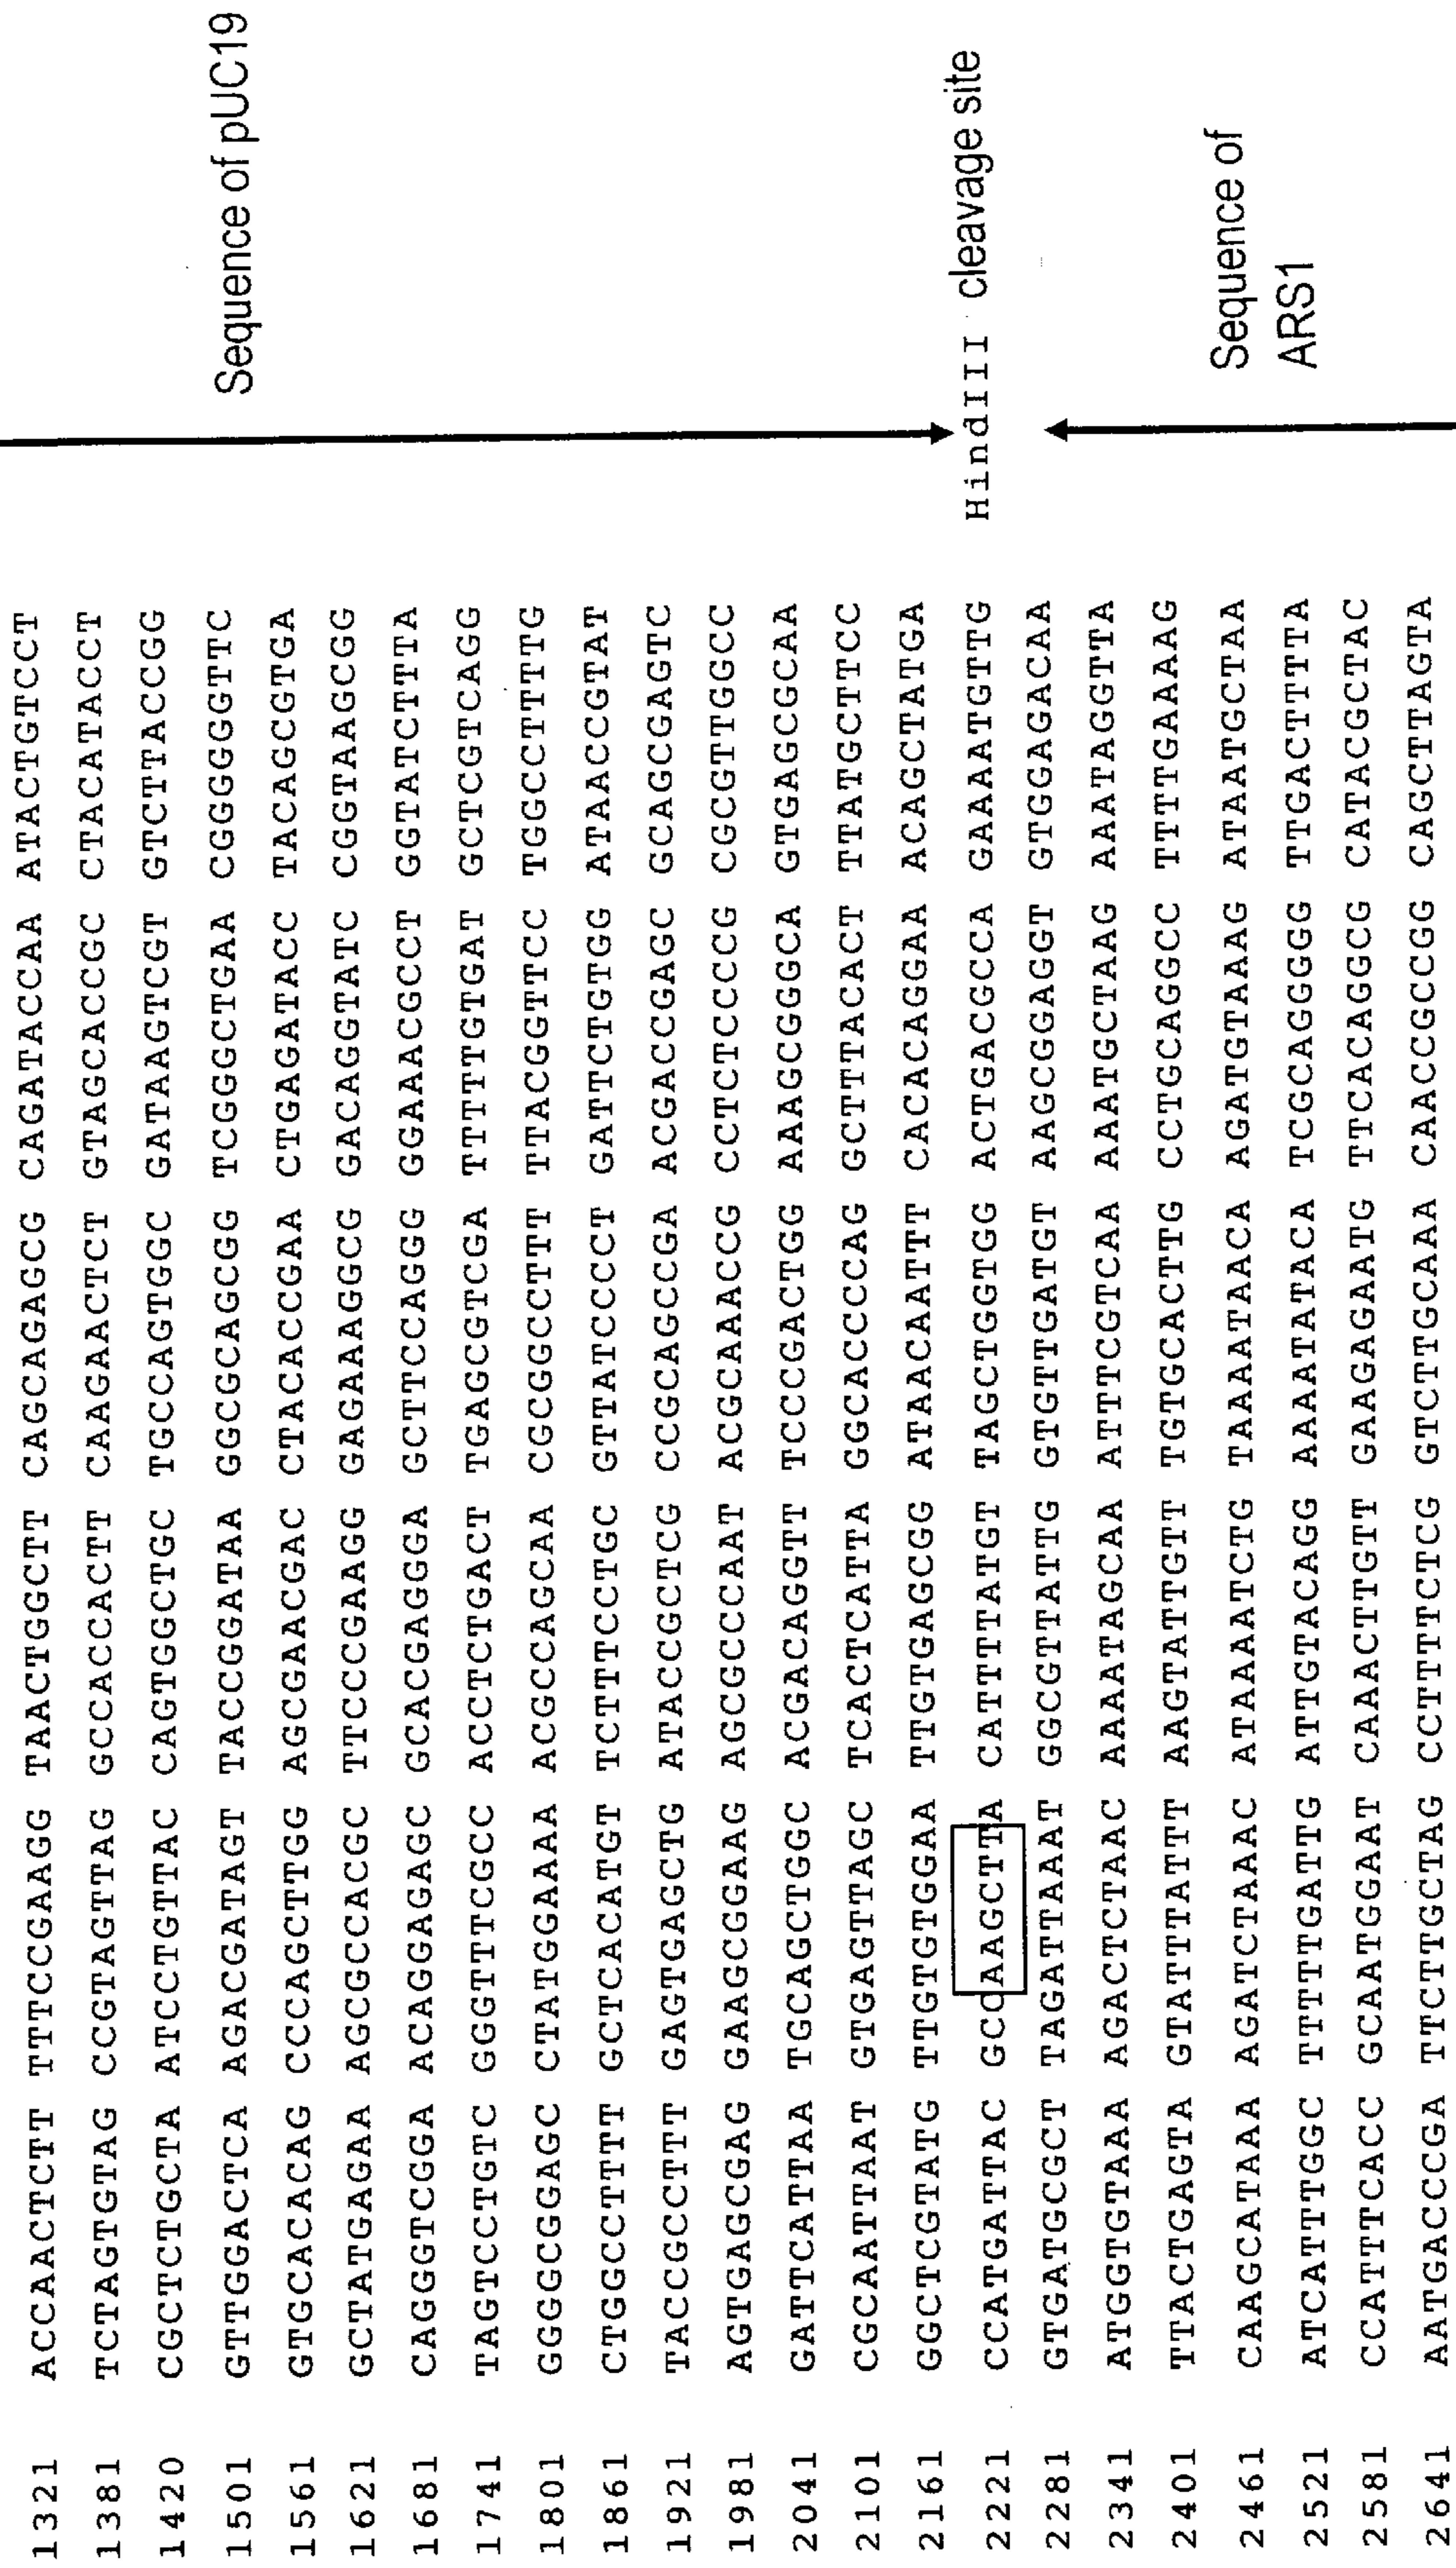 1321 ACCAACTCTT TTTCCGAAGG TAACTGGCTT CAGCAGAGCG CAGATACCAA ATACTGTCCT
1381 TCTAGTGTAG CCGTAGTTAG GCCACCACTT CAAGAACTCT GTAGCACCGC CTACATACCT
1420 CGCTCTGCTA ATCCTGTTAC CAGTGGCTGC TGCCAGTGGC GATAAGTCGT GTCTTACCGG
1501 GTTGGACTCA AGACGATAGT TACCGGATAA GGCGCAGCGG TCGGGCTGAA CGGGGGGTTC
Sequence of pUC19
1561 GTGCACACAG CCCAGCTTGG AGCGAACGAC CTACACCGAA CTGAGATACC TACAGCGTGA
1621 GCTATGAGAA AGCGCCACGC TTCCCGAAGG GAGAAAGGCG GACAGGTATC CGGTAAGCGG
1681 CAGGGTCGGA ACAGGAGAGC GCACGAGGGA GCTTCCAGGG GGAAACGCCT GGTATCTTTA
1741 TAGTCCTGTC GGGTTTCGCC ACCTCTGACT TGAGCGTCGA TTTTTGTGAT GCTCGTCAGG
1801 GGGGCGGAGC CTATGGAAAA ACGCCAGCAA CGCGGCCTTT TTACGGTTCC TGGCCTTTTG
1861 CTGGCCTTTT GCTCACATGT TCTTTCCTGC GTTATCCCCT GATTCTGTGG ATAACCGTAT
1921 TACCGCCTTT GAGTGAGCTG ATACCGCTCG CCGCAGCCGA ACGACCGAGC GCAGCGAGTC
1981 AGTGAGCGAG GAAGCGGAAG AGCGCCCAAT ACGCAAACCG CCTCTCCCCG CGCGTTGGCC
2041 GATTCATTAA TGCAGCTGGC ACGACAGGTT TCCCGACTGG AAAGCGGGCA GTGAGCGCAA
2101 CGCAATTAAT GTGAGTTAGC TCACTCATTA GGCACCCCAG GCTTTACACT TTATGCTTCC
2161 GGCTCGTATG TTGTGTGGAA TTGTGAGCGG ATAACAATTT CACACAGGAA ACAGCTATGA
2221 CCATGATTAC GCCAAGCTTA CATTTTATGT TAGCTGGTGG ACTGACGCCA GAAAATGTTG HindIII cleavage site
2281 GTGATGCGCT TAGATTAAAT GGCGTTATTG GTGTTGATGT AAGCGGAGGT GTGGAGACAA
2341 ATGGTGTAAA AGACTCTAAC AAAATAGCAA ATTTCGTCAA AAATGCTAAG AAATAGGTTA
2401 TTACTGAGTA GTATTTATTT AAGTATTGTT TGTGCACTTG CCTGCAGGCC TTTTGAAAAG
2461 CAAGCATAAA AGATCTAAAC ATAAAATCTG TAAAATAACA AGATGTAAAG ATAATGCTAA
Sequence of
ARS1
2521 ATCATTTGGC TTTTTGATTG ATTGTACAGG AAAATATACA TCGCAGGGGG TTGACTTTTA
2581 CCATTTCACC GCAATGGAAT CAAACTTGTT GAAGAGAATG TTCACAGGCG CATACGCTAC
2641 AATGACCCGA TTCTTGCTAG CCTTTTCTCG GTCTTGCAAA CAACCGCCGG CAGCTTAGTA